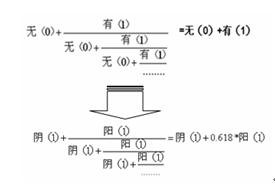 有（1）
无（0）+ =无（0）+有（1）
有（1）
无（0）+
有（1）
无（0）+
........
阳（1）
阴（1）+ =阴（1）+0.618*阳（1）
阳（1）
阴（1）+
阳（1）
阴（1）+
........